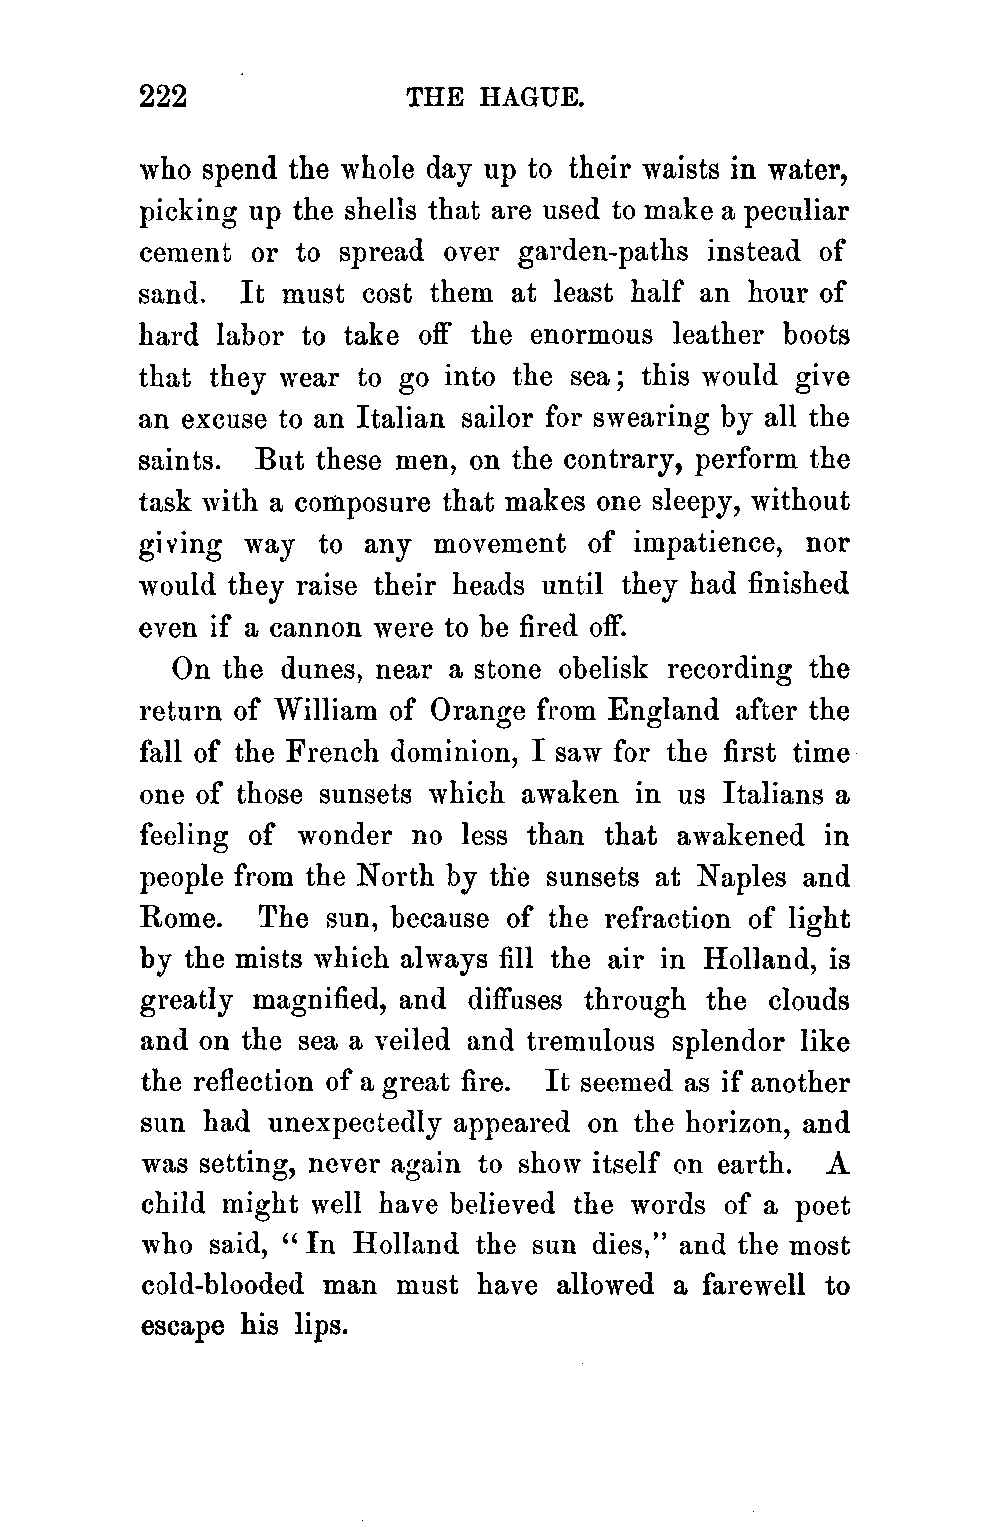 222 THE HAGUE.
who spend the whole day up to their waists in water,
picking up the shells that are used to make a peculiar
cement or to spread over garden-paths instead of
sand. It must cost them at least half an hour of
hard labor to take off the enormous leather boots
that they wear to go into the sea; this would give
an excuse to an Italian sailor for swearing by all the
saints. But these men, on the contrary, perform the
task with a composure that makes one sleepy, without
giving way to any movement of impatience, nor
would they raise their heads until they had finished
even if a cannon were to be fired off.
On the dunes, near a stone obelisk recording the
return of William of Orange from England after the
fall of the French dominion, I saw for the first time
one of those sunsets which awaken in us Italians a
feeling of wonder no less than that awakened in
people from the North by the sunsets at Naples and
Rome. The sun, because of the refraction of light
by the mists which always fill the air in Holland, is
greatly magnified, and diffuses through the clouds
and on the sea a veiled and tremulous splendor like
the reflection of a great fire. It seemed as if another
sun had unexpectedly appeared on the horizon, and
was setting, never again to show itself on earth. A
child might well have believed the words of a poet
who said, “In Holland the sun dies,” and the most
cold-blooded man must have allowed a farewell to
escape his lips.